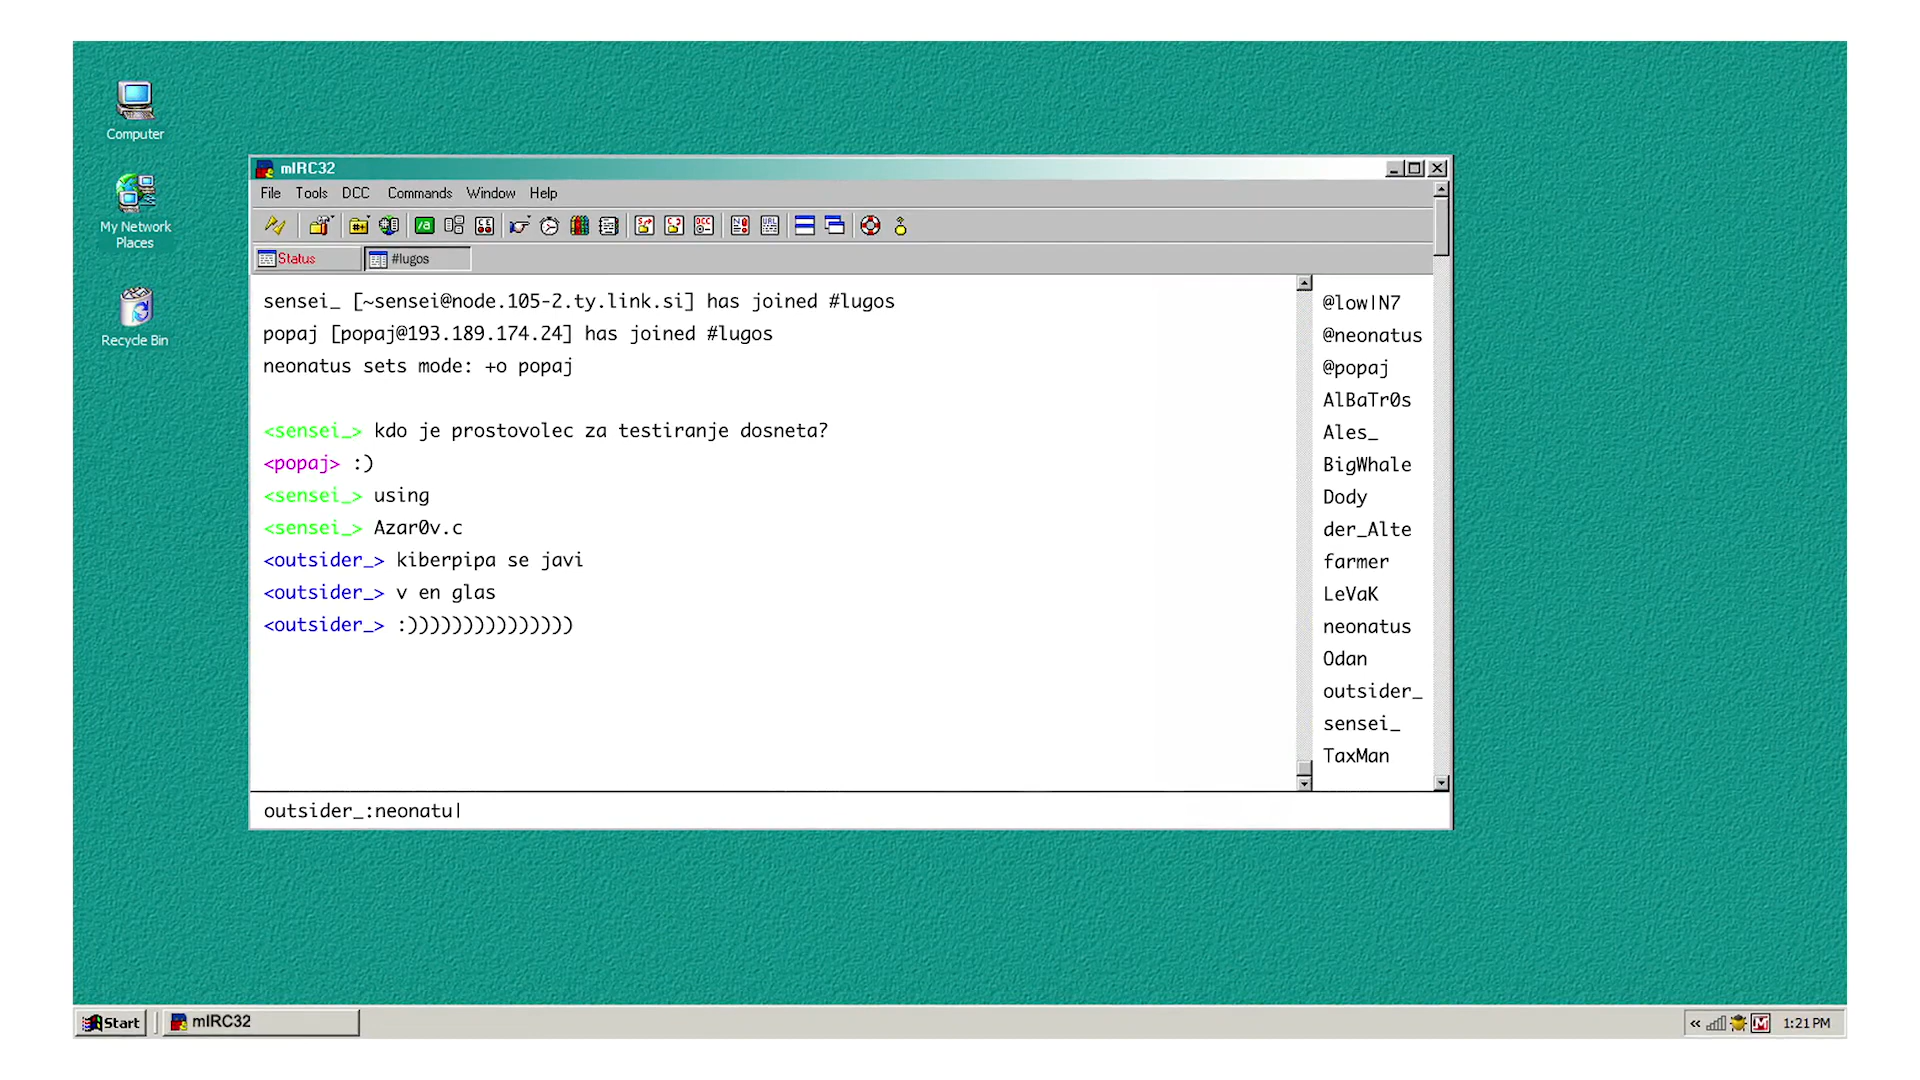 Computer
My Network
Places
Recycle Bin
mIRC32
File Tools DCC Commands Window Help
Status #lugos
sensei_ [~sensei@node.105-2.ty.link.si] has joined #lugos
popaj [popaj@193.189.174.24] has joined #lugos
neonatus sets mode: +o popaj
<sensei_> kdo je prostovolec za testiranje dosneta?
<popaj> :)
<sensei_> using
<sensei_> Azar0v.c
<outsider_> kiberpipa se javi
<outsider_> v en glas
<outsider_> :)))))))))))))))
@low|N7
@neonatus
@popaj
AlBaTr0s
Ales_
BigWhale
Dody
der_Alte
farmer
LeVaK
neonatus
Odan
outsider_
sensei_
TaxMan
outsider_:neonatu|
Start mIRC32 « 1:21 PM